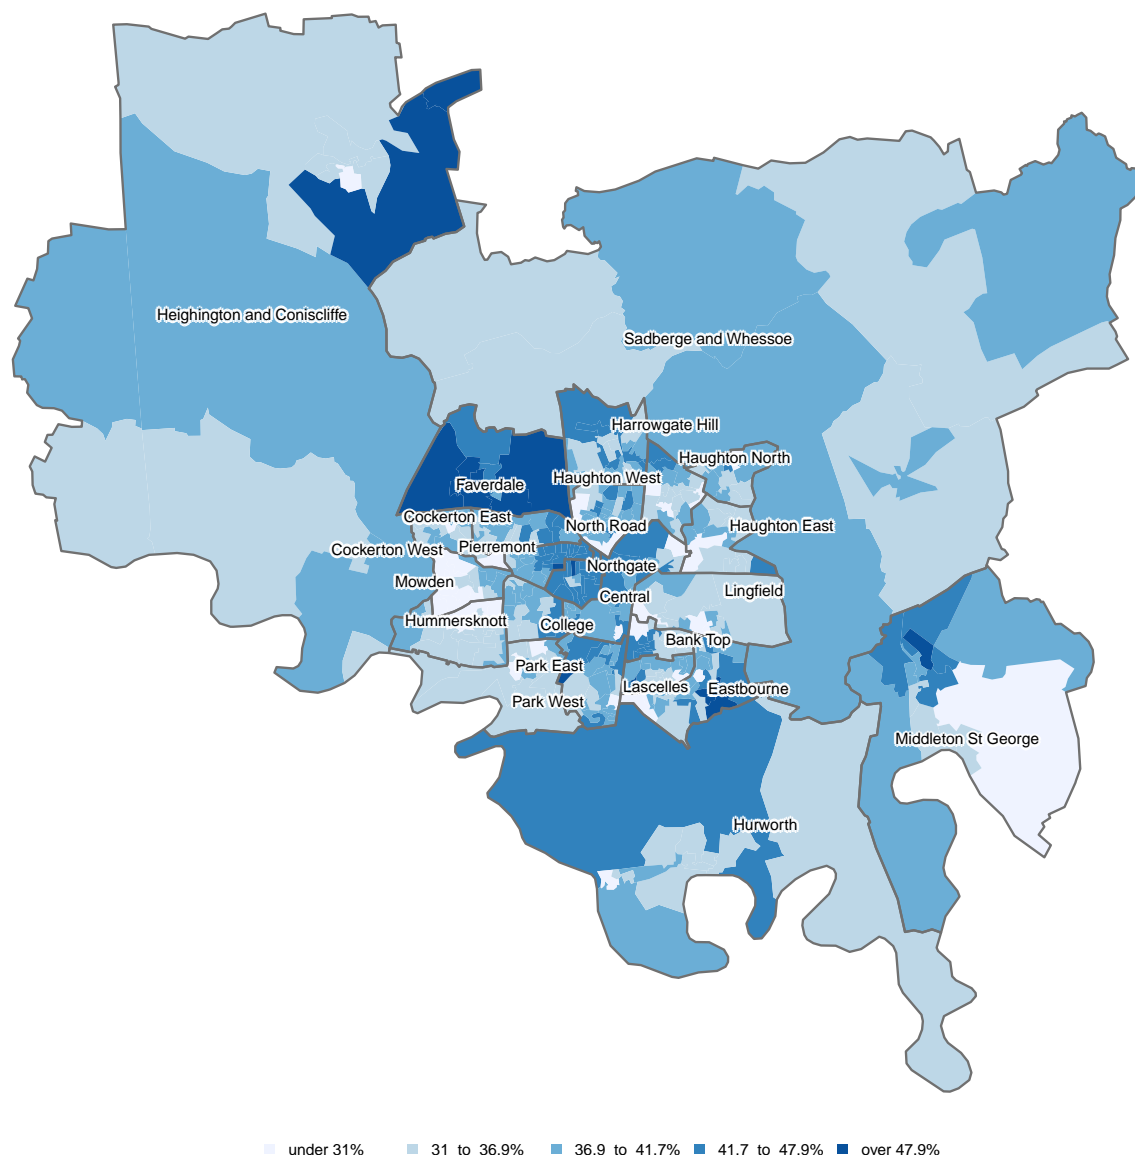 Heighington and Coniscliffe
Sadberge and Whessoe
Harrowgate Hill
Haughton North
Haughton West
Faverdale
Cockerton East
North Road
Haughton East
Cockerton West
Pierremont
Northgate
Mowden
Lingfield
Central
Hummersknott
College
Bank Top
Park East
Lascelles
Eastbourne
Park West
Middleton St George
Hurworth
under 31%
31 to 36.9%
36.9 to 41.7%
41.7 to 47.9%
over 47.9%